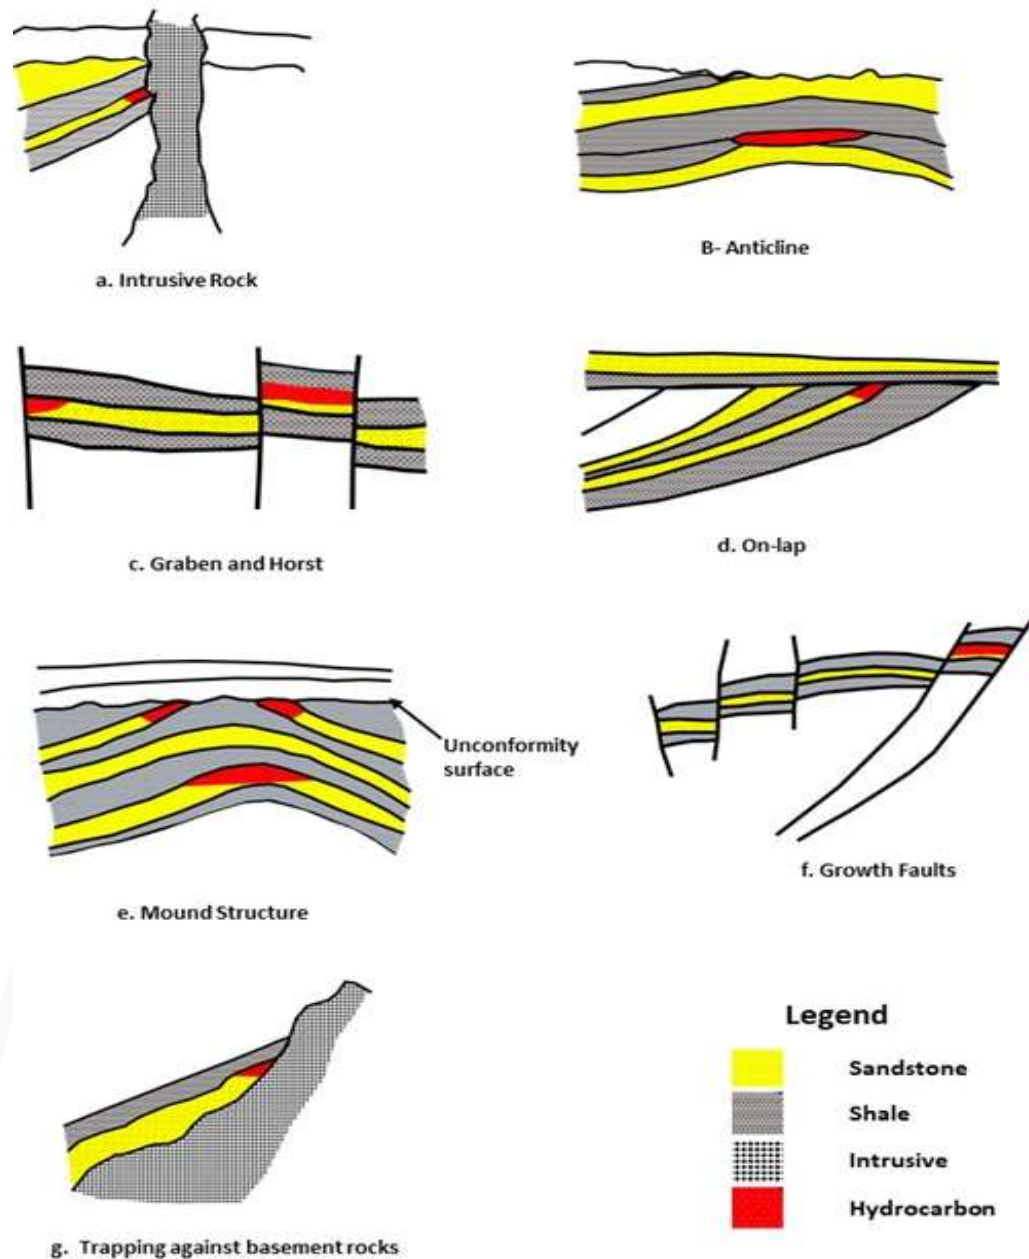 a. Intrusive Rock
B- Anticline
c. Graben and Horst
d. On-lap
Unconformity
surface
e. Mound Structure
f. Growth Faults
g. Trapping against basement rocks
Legend
Sandstone
Shale
Intrusive
Hydrocarbon